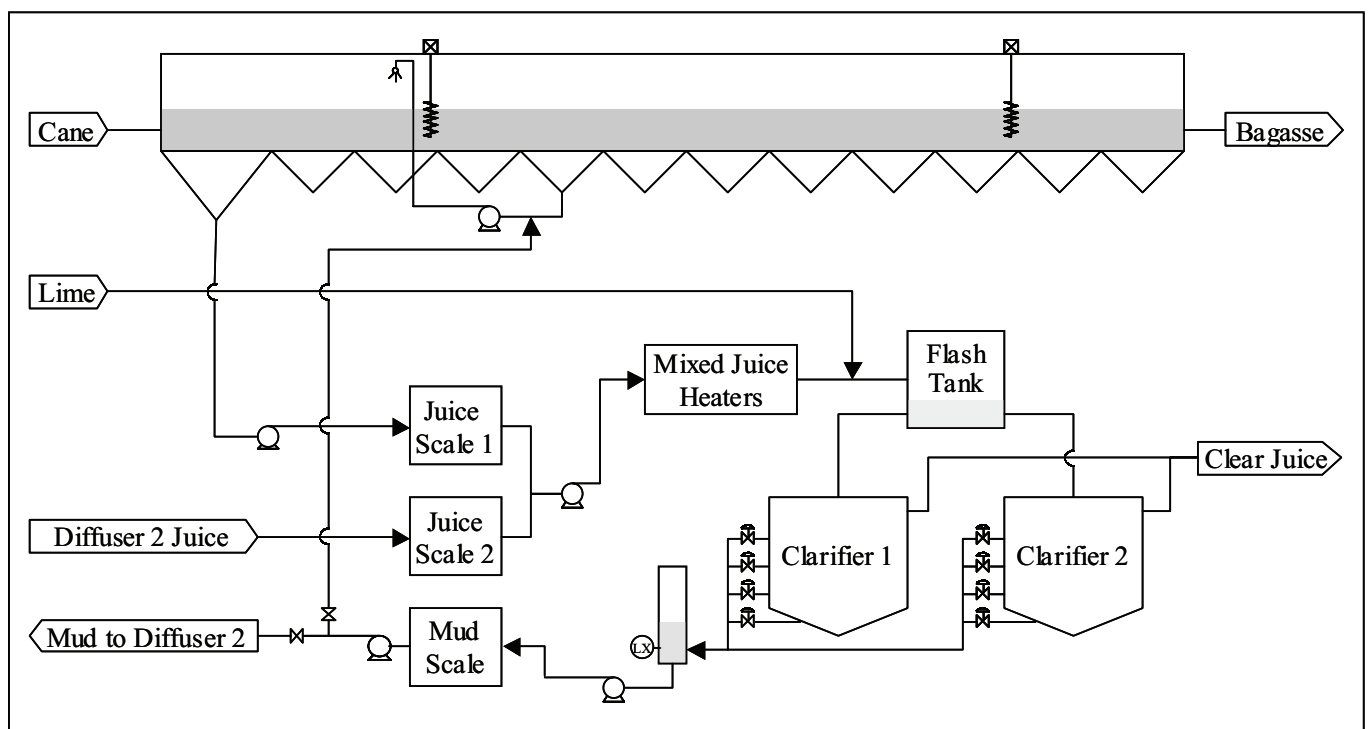 Cane
Bagasse
Lime
Mixed Juice
Heaters
Flash
Tank
Juice
Scale 1
Clear Juice
Diffuser 2 Juice
Juice
Scale 2
Clarifier 1
Clarifier 2
Mud to Diffuser 2
Mud
Scale
LX